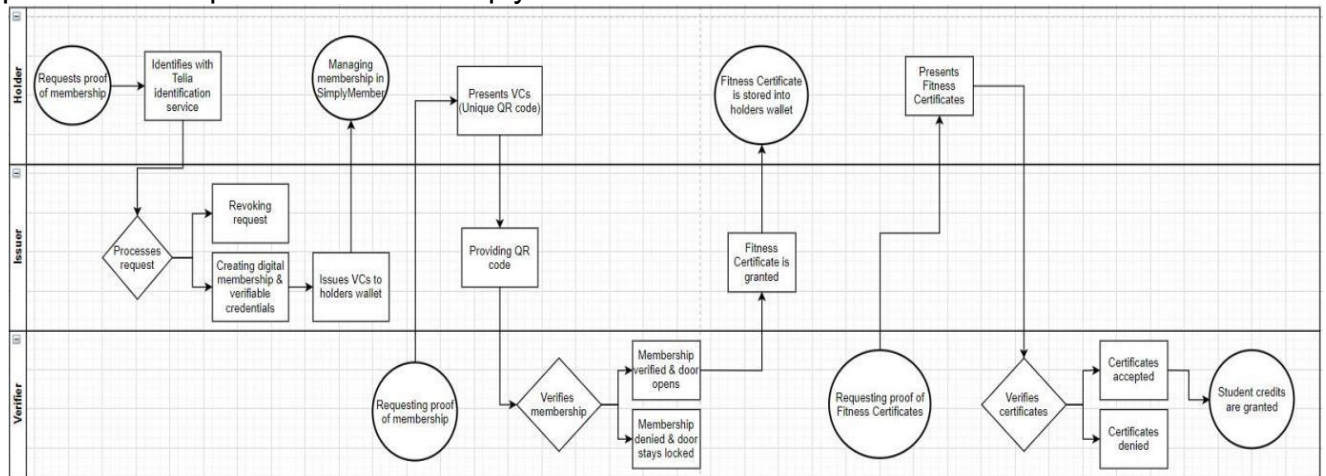 Holder
Requests proof
of membership
Identifies with
Telia
identification
service
Managing
membership in
SimplyMember
Presents VCs
(Unique QR code)
Fitness Certificate
is stored into
holders wallet
Presents
Fitness
Certificates
Issuer
Processes
request
Revoking
request
Creating digital
membership &
verifiable
credentials
Issues VCs to
holders wallet
Providing QR
code
Fitness
Certificate is
granted
Verifier
Requesting proof
of membership
Verifies
membership
Membership
verified & door
opens
Membership
denied & door
stays locked
Requesting proof of
Fitness Certificates
Verifies
certificates
Certificates
accepted
Certificates
denied
Student credits
are granted